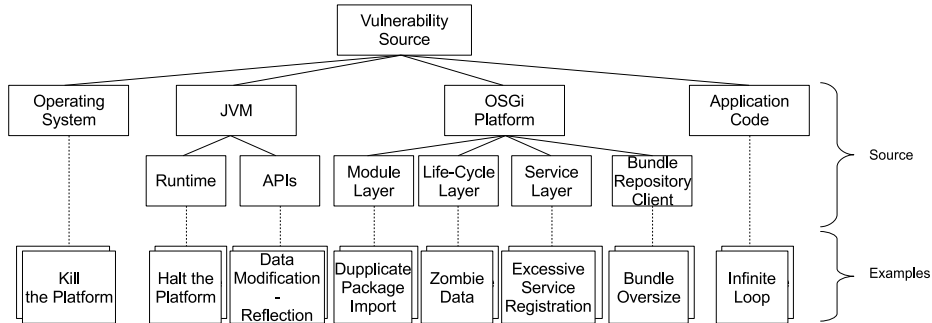 Vulnerability
Source
Operating
System
JVM
OSGi
Platform
Application
Code
Source
Runtime
APIs
Module
Layer
Life-Cycle
Layer
Service
Layer
Bundle
Repository
Client
Kill
the Platform
Halt the
Platform
Data
Modification
-
Reflection
Dupplicate
Package
Import
Zombie
Data
Excessive
Service
Registration
Bundle
Oversize
Infinite
Loop
Examples